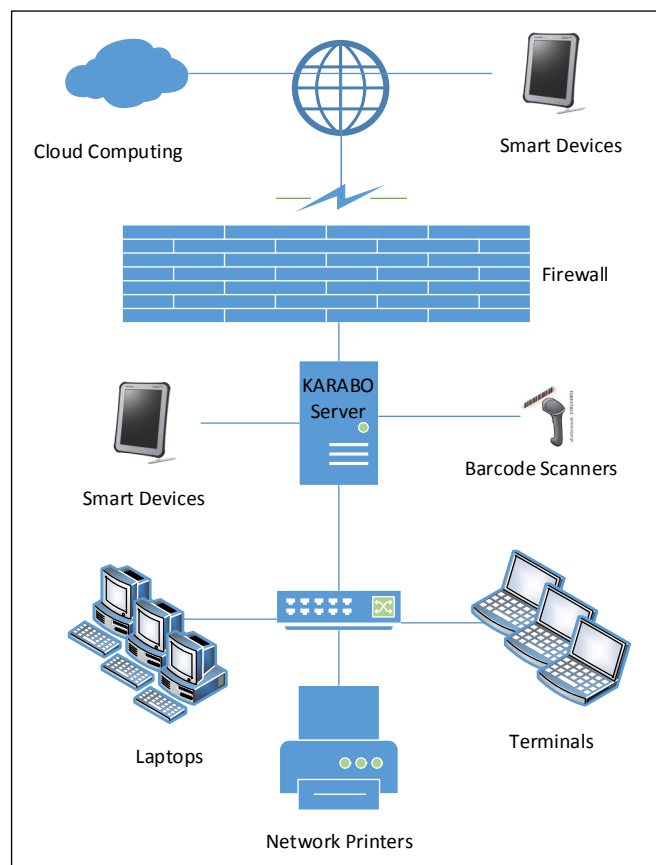 Cloud Computing
Smart Devices
Firewall
KARABO
Server
Smart Devices
Barcode Scanners
Laptops
Terminals
Network Printers